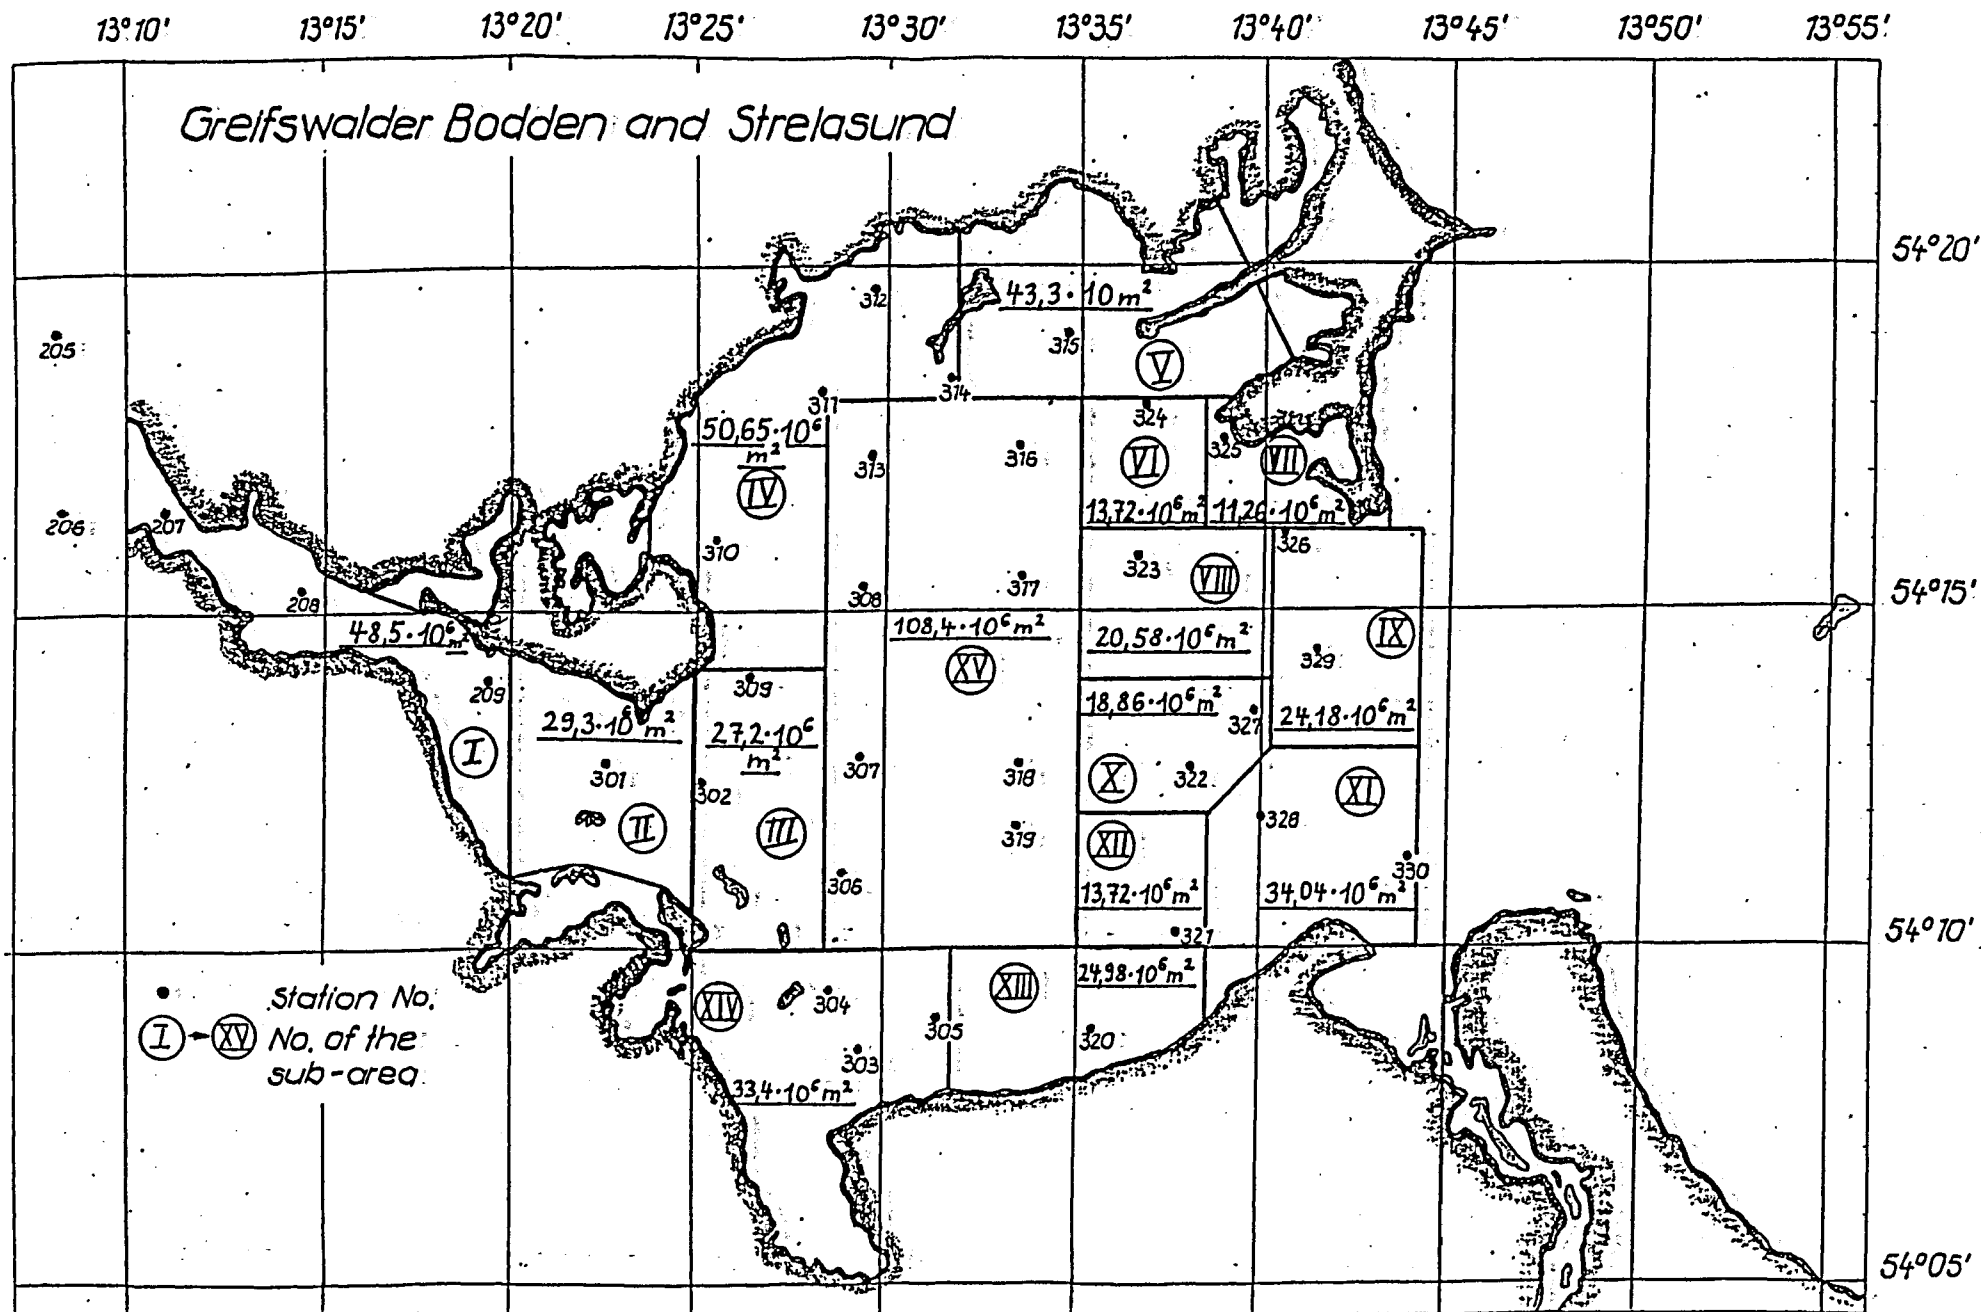 13°10' 13°15' 13°20' 13°25' 13°30' 13°35' 13°40' 13°45' 13°50' 13°55'
Greifswalder Bodden and Strelasund
54°20'
43,3·10 m²
312
205
315
V
314
311
324
50,65·10⁶
m²
325
313
316
VI
VII
IV
206
207
13,72·10⁶m²
11,26·10⁶m²
326
310
323
317
VIII
308
208
54°15'
48,5·10⁶m²
108,4·10⁶m²
20,58·10⁶m²
IX
329
XV
309
209
18,86·10⁶m²
327
24,18·10⁶m²
29,3·10⁶m²
27,2·10⁶
m²
I
301
307
318
322
X
302
XI
328
II
III
319
XII
330
306
13,72·10⁶m²
34,04·10⁶m²
321
54°10'
24,98·10⁶m²
Station No.
XIV
304
XIII
I - XV No. of the
sub-area
305
320
303
33,4·10⁶m²
54°05'